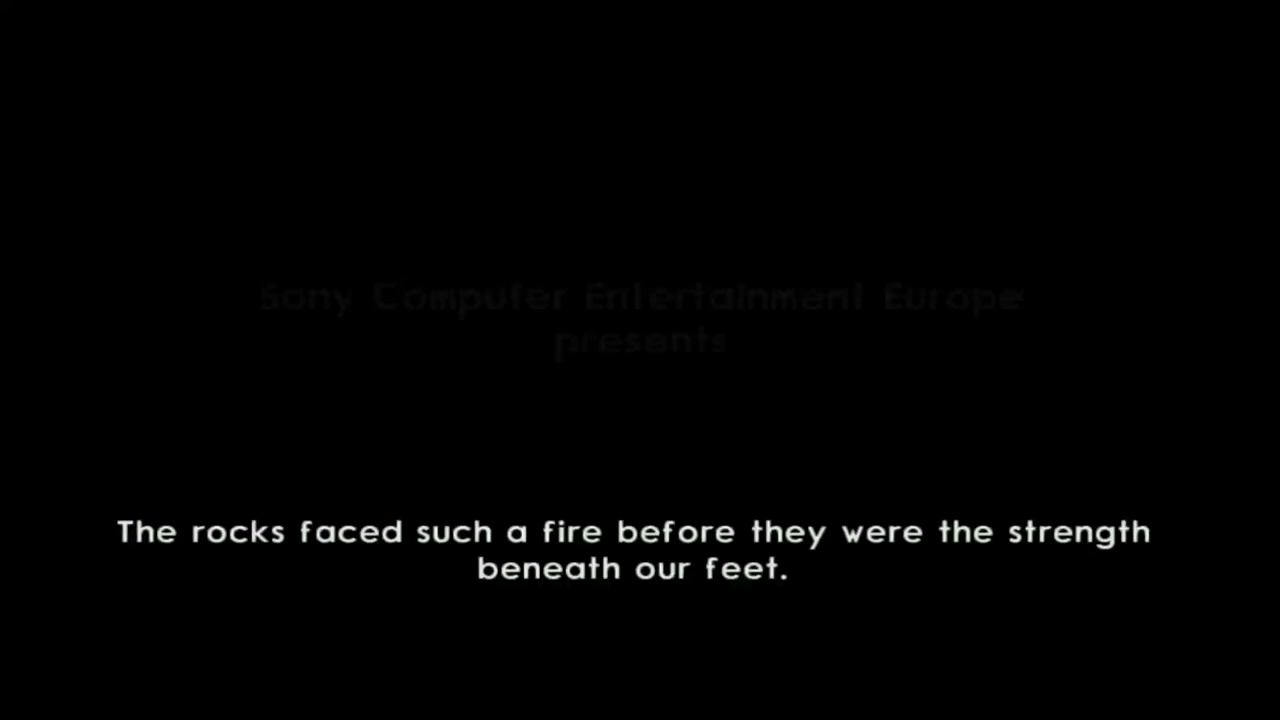 Sony Computer Entertainment Europe
presents
The rocks faced such a fire before they were the strength
beneath our feet.